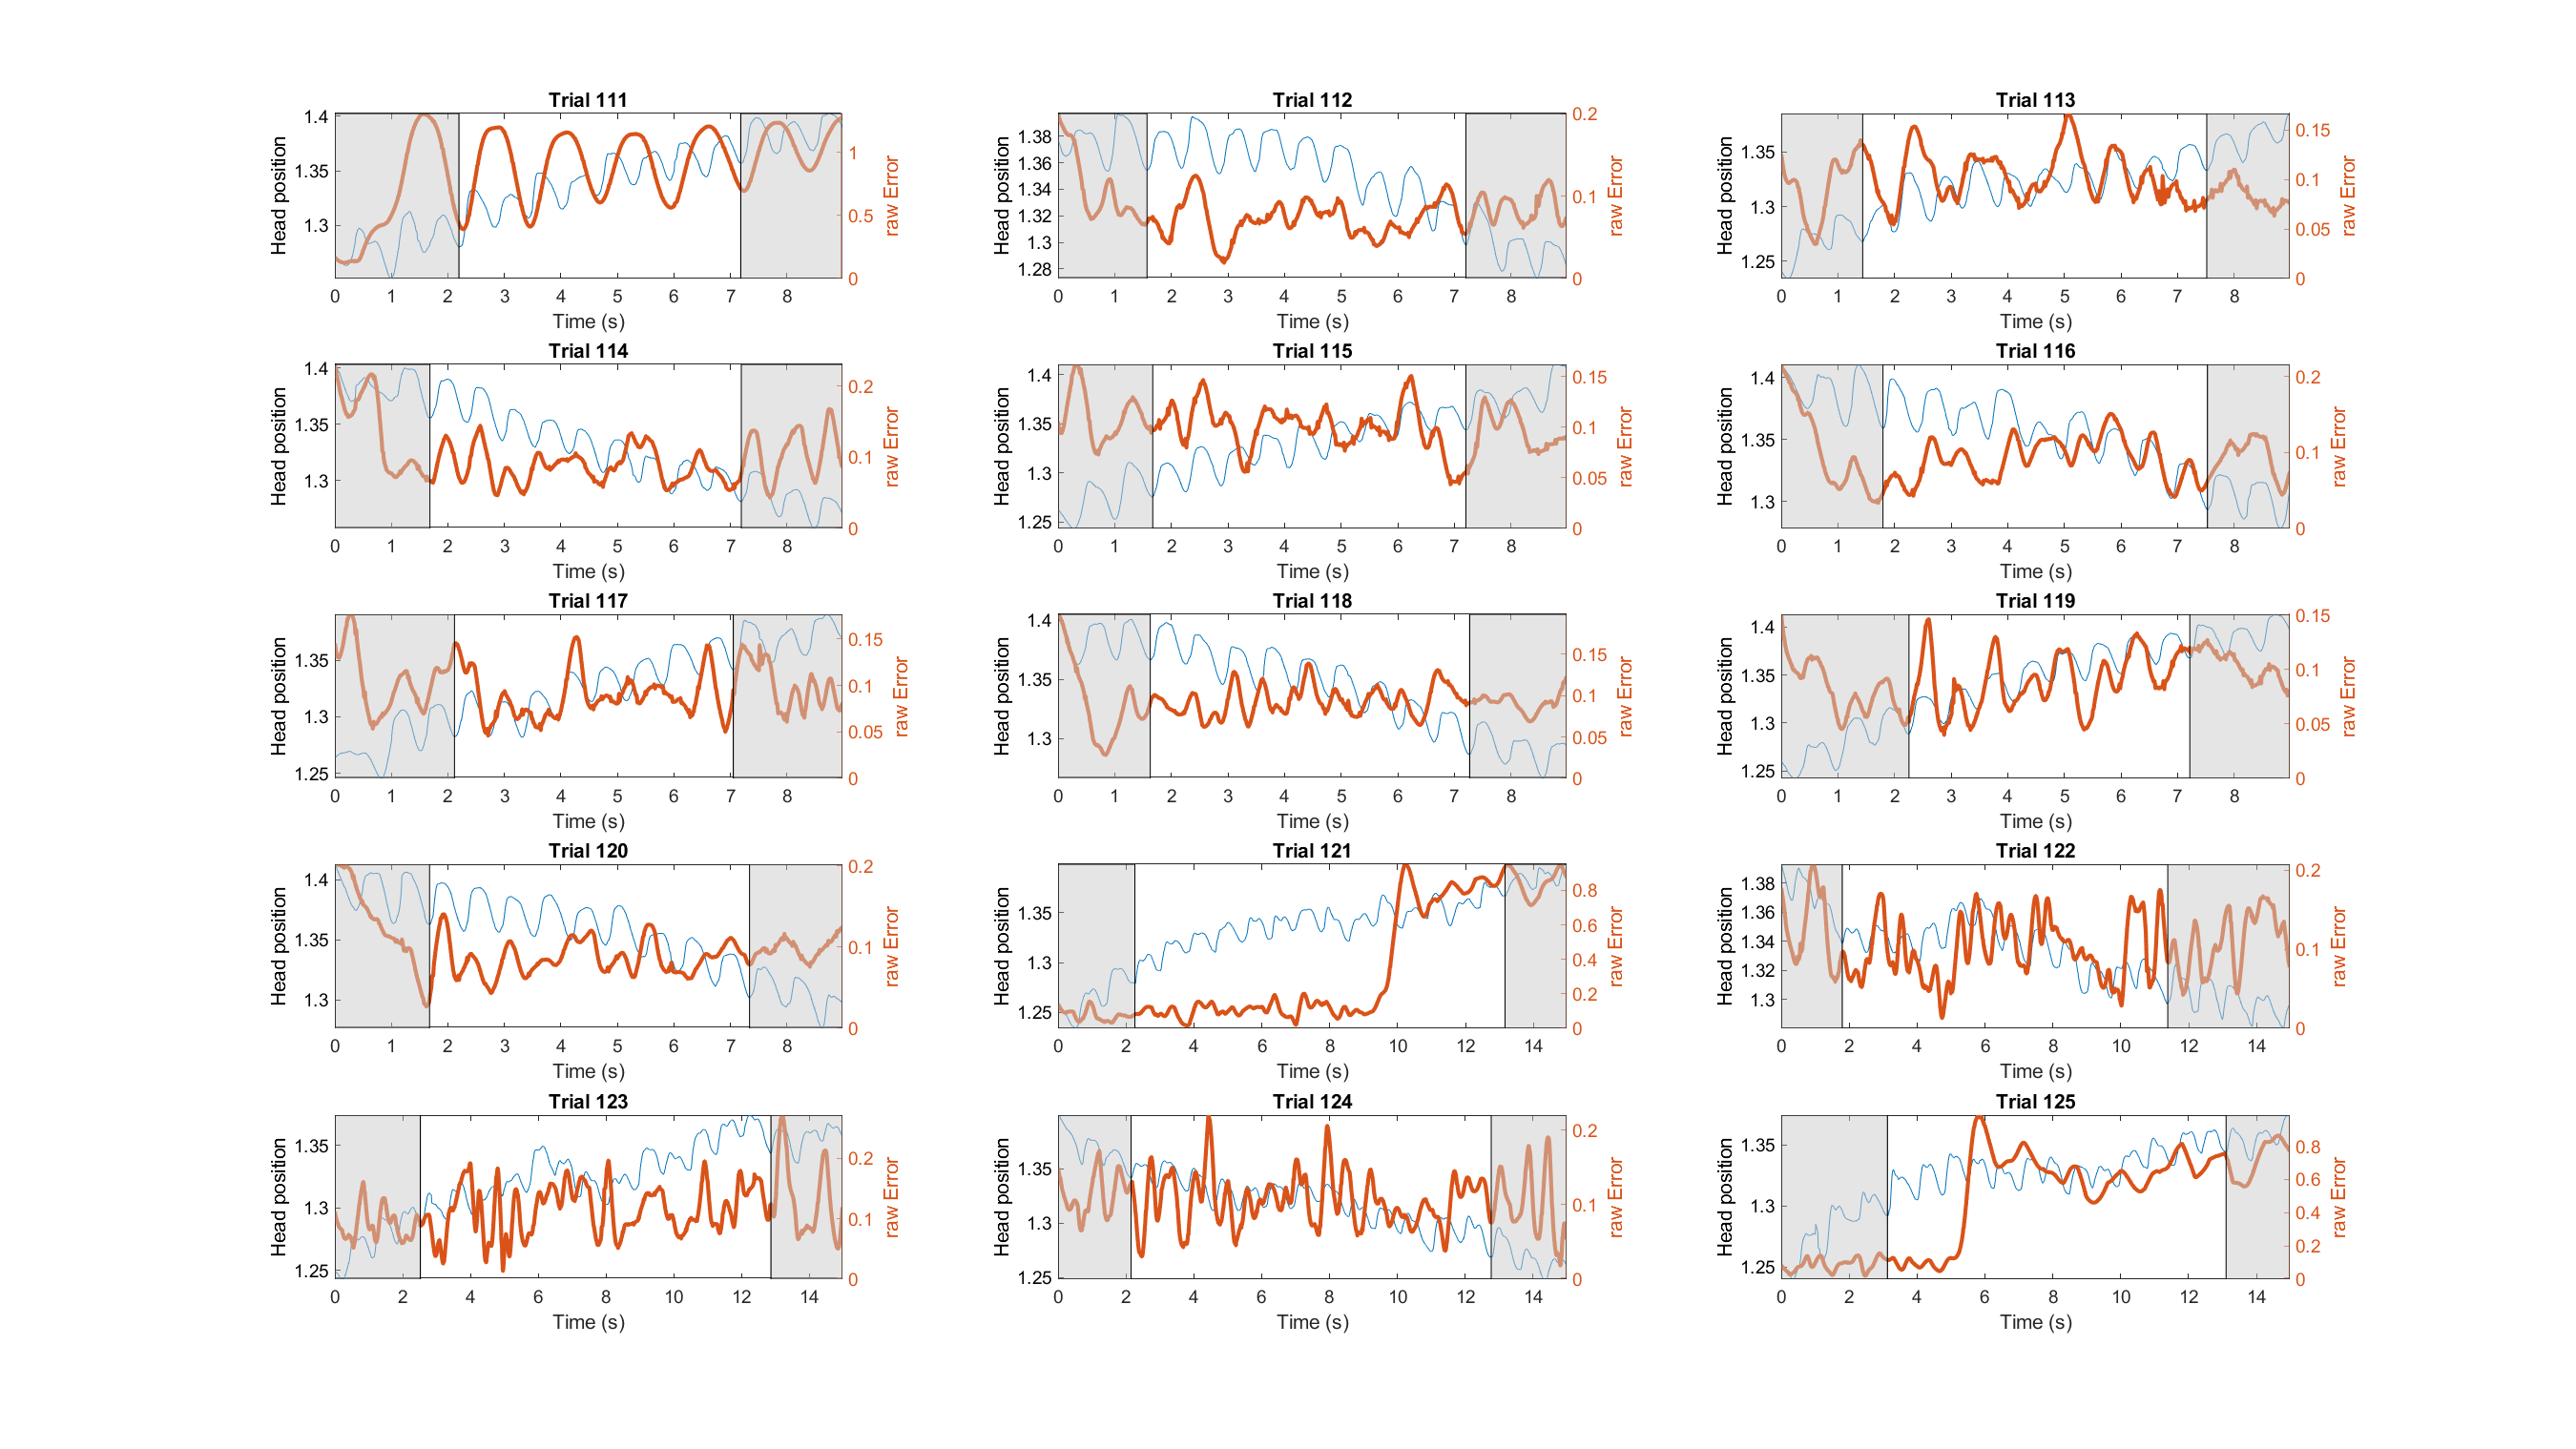 Trial 111
Head position
1.4
1.35
1.3
1
0.5
0
raw Error
0 1 2 3 4 5 6 7 8
Time (s)
Trial 112
Head position
1.38
1.36
1.34
1.32
1.3
1.28
0.2
0.1
0
raw Error
0 1 2 3 4 5 6 7 8
Time (s)
Trial 113
Head position
1.35
1.3
1.25
0.15
0.1
0.05
0
raw Error
0 1 2 3 4 5 6 7 8
Time (s)
Trial 114
Head position
1.4
1.35
1.3
0.2
0.1
0
raw Error
0 1 2 3 4 5 6 7 8
Time (s)
Trial 115
Head position
1.4
1.35
1.3
1.25
0.15
0.1
0.05
0
raw Error
0 1 2 3 4 5 6 7 8
Time (s)
Trial 116
Head position
1.4
1.35
1.3
0.2
0.1
0
raw Error
0 1 2 3 4 5 6 7 8
Time (s)
Trial 117
Head position
1.35
1.3
1.25
0.15
0.1
0.05
0
raw Error
0 1 2 3 4 5 6 7 8
Time (s)
Trial 118
Head position
1.4
1.35
1.3
0.15
0.1
0.05
0
raw Error
0 1 2 3 4 5 6 7 8
Time (s)
Trial 119
Head position
1.4
1.35
1.3
1.25
0.15
0.1
0.05
0
raw Error
0 1 2 3 4 5 6 7 8
Time (s)
Trial 120
Head position
1.4
1.35
1.3
0.2
0.1
0
raw Error
0 1 2 3 4 5 6 7 8
Time (s)
Trial 121
Head position
1.35
1.3
1.25
0.8
0.6
0.4
0.2
0
raw Error
0 2 4 6 8 10 12 14
Time (s)
Trial 122
Head position
1.38
1.36
1.34
1.32
1.3
0.2
0.1
0
raw Error
0 2 4 6 8 10 12 14
Time (s)
Trial 123
Head position
1.35
1.3
1.25
0.2
0.1
0
raw Error
0 2 4 6 8 10 12 14
Time (s)
Trial 124
Head position
1.35
1.3
1.25
0.2
0.1
0
raw Error
0 2 4 6 8 10 12 14
Time (s)
Trial 125
Head position
1.35
1.3
1.25
0.8
0.6
0.4
0.2
0
raw Error
0 2 4 6 8 10 12 14
Time (s)